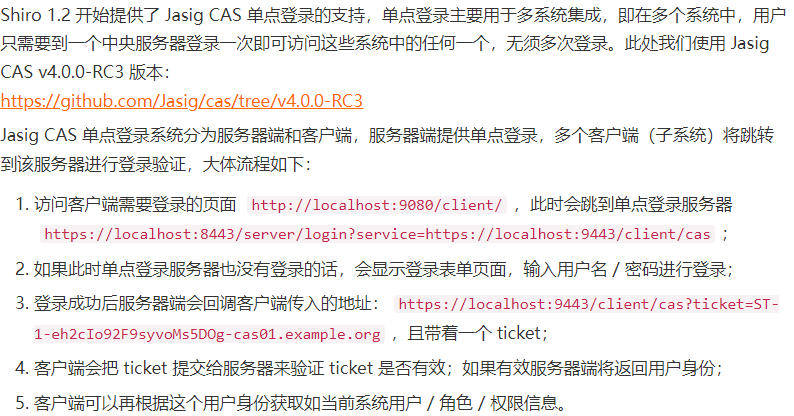 Shiro 1.2 开始提供了 Jasig CAS 单点登录的支持，单点登录主要用于多系统集成，即在多个系统中，用户
只需要到一个中央服务器登录一次即可访问这些系统中的任何一个，无须多次登录。此处我们使用 Jasig
CAS v4.0.0-RC3 版本：
https://github.com/Jasig/cas/tree/v4.0.0-RC3
Jasig CAS 单点登录系统分为服务器端和客户端，服务器端提供单点登录，多个客户端（子系统）将跳转
到该服务器进行登录验证，大体流程如下：
1. 访问客户端需要登录的页面 http://localhost:9080/client/ ，此时会跳到单点登录服务器
https://localhost:8443/server/login?service=https://localhost:9443/client/cas ；
2. 如果此时单点登录服务器也没有登录的话，会显示登录表单页面，输入用户名 / 密码进行登录；
3. 登录成功后服务器端会回调客户端传入的地址： https://localhost:9443/client/cas?ticket=ST-
1-eh2cIo92F9syvoMs5DOg-cas01.example.org ，且带着一个 ticket；
4. 客户端会把 ticket 提交给服务器来验证 ticket 是否有效；如果有效服务器端将返回用户身份；
5. 客户端可以再根据这个用户身份获取如当前系统用户 / 角色 / 权限信息。